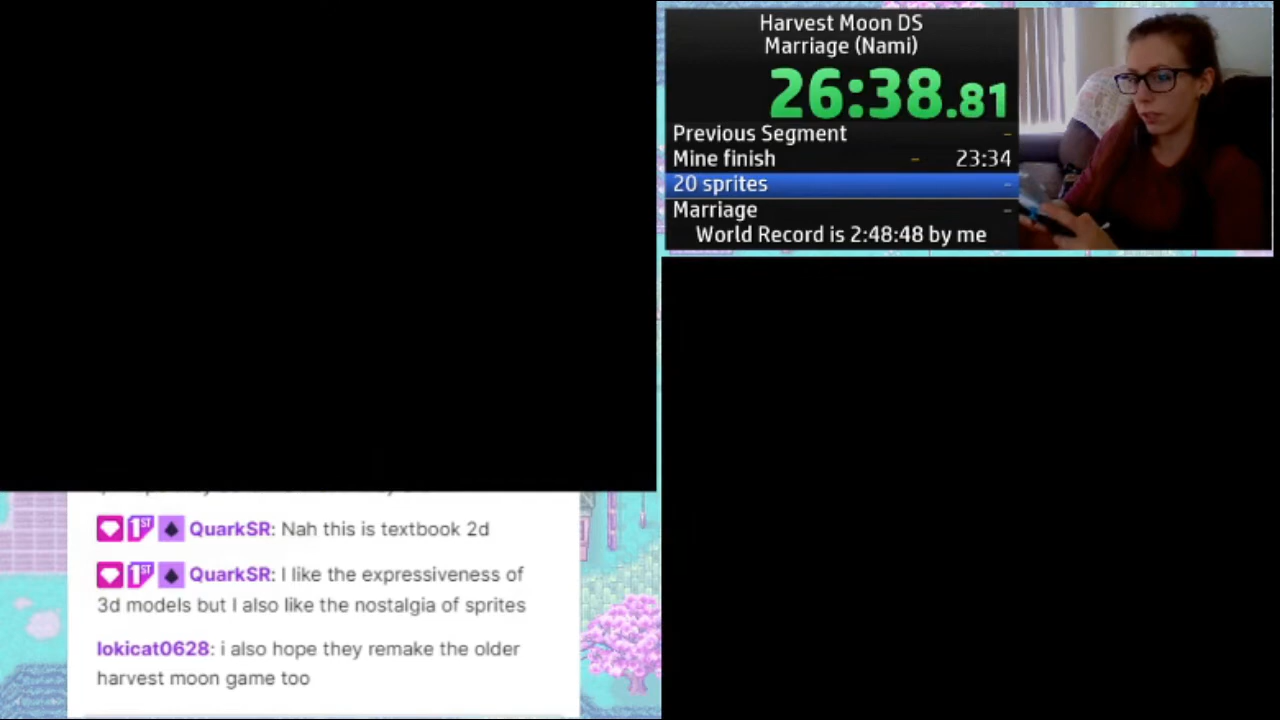 Harvest Moon DS
Marriage (Nami)
26:38.81
Previous Segment -
Mine finish - 23:34
20 sprites -
Marriage -
World Record is 2:48:48 by me
1ST QuarkSR: Nah this is textbook 2d
1ST QuarkSR: I like the expressiveness of
3d models but I also like the nostalgia of sprites
lokicat0628: i also hope they remake the older
harvest moon game too